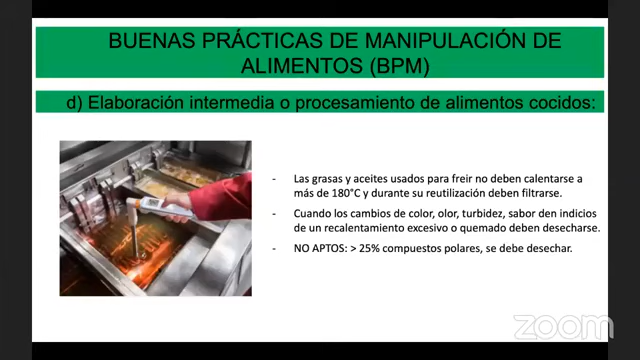 BUENAS PRÁCTICAS DE MANIPULACIÓN DE
ALIMENTOS (BPM)
d) Elaboración intermedia o procesamiento de alimentos cocidos:
- Las grasas y aceites usados para freir no deben calentarse a
más de 180°C y durante su reutilización deben filtrarse.
- Cuando los cambios de color, olor, turbidez, sabor den indicios
de un recalentamiento excesivo o quemado deben desecharse.
- NO APTOS: > 25% compuestos polares, se debe desechar.
zoom